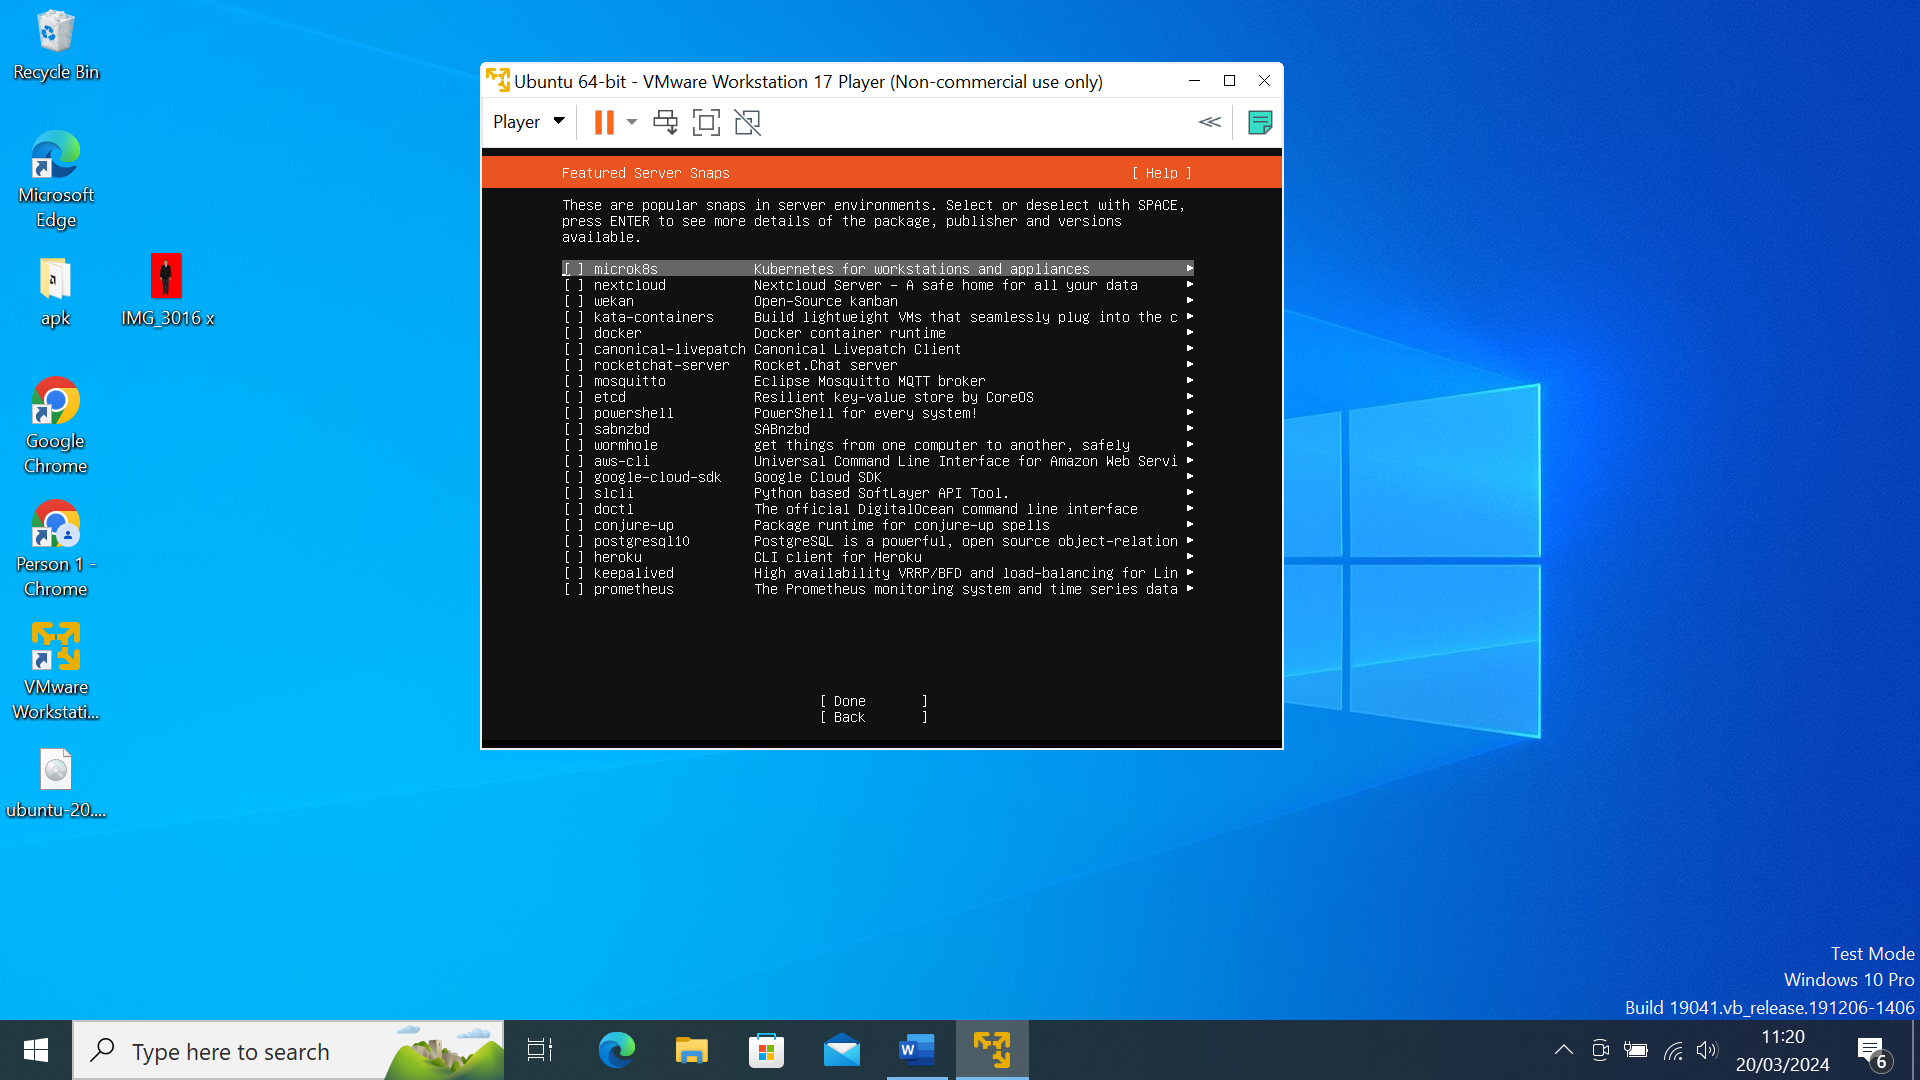 Recycle Bin
Microsoft
Edge
apk
IMG_3016 x
Google
Chrome
Person 1 -
Chrome
VMware
Workstati...
ubuntu-20....
Ubuntu 64-bit - VMware Workstation 17 Player (Non-commercial use only)
Player
Featured Server Snaps [ Help ]
These are popular snaps in server environments. Select or deselect with SPACE,
press ENTER to see more details of the package, publisher and versions
available.
[ ] microk8s Kubernetes for workstations and appliances
[ ] nextcloud Nextcloud Server - A safe home for all your data
[ ] wekan Open-Source kanban
[ ] kata-containers Build lightweight VMs that seamlessly plug into the c
[ ] docker Docker container runtime
[ ] canonical-livepatch Canonical Livepatch Client
[ ] rocketchat-server Rocket.Chat server
[ ] mosquitto Eclipse Mosquitto MQTT broker
[ ] etcd Resilient key-value store by CoreOS
[ ] powershell PowerShell for every system!
[ ] sabnzbd SABnzbd
[ ] wormhole get things from one computer to another, safely
[ ] aws-cli Universal Command Line Interface for Amazon Web Servi
[ ] google-cloud-sdk Google Cloud SDK
[ ] slcli Python based SoftLayer API Tool.
[ ] doctl The official DigitalOcean command line interface
[ ] conjure-up Package runtime for conjure-up spells
[ ] postgresql10 PostgreSQL is a powerful, open source object-relation
[ ] heroku CLI client for Heroku
[ ] keepalived High availability VRRP/BFD and load-balancing for Lin
[ ] prometheus The Prometheus monitoring system and time series data
[ Done ]
[ Back ]
Test Mode
Windows 10 Pro
Build 19041.vb_release.191206-1406
Type here to search
W
11:20
20/03/2024
6